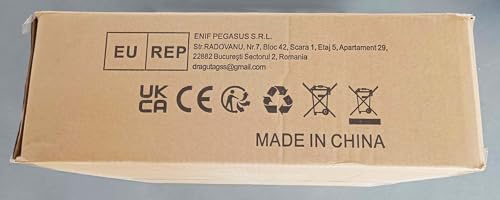 EU REP
ENIF PEGASUS S.R.L.
Str.RADOVANU, Nr.7, Bloc 42, Scara 1, Etaj 5, Apartment 29,
22882 București Sectorul 2, Romania
dragutagss@gmail.com
UK
CA CE
MADE IN CHINA